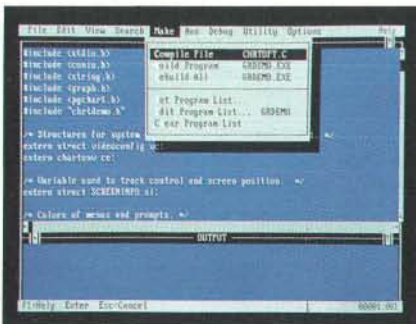 File Edit View Search Make Run Debug Utility Options Help
#include <stdio.h>
#include <conio.h>
#include <string.h>
#include <graph.h>
#include <pgchart.h>
#include "chrtdemo.h"
Compile File CHRTOPT.C
uild Program GRDEMO.EXE
ebuild All GRDEMO.EXE
et Program List...
dit Program List... GRDEMO
C ear Program List
/* Structures for system
extern struct videoconfig vc;
extern chartenv ce;
/* Variable used to track control and screen position. */
extern struct SCREENINFO si;
/* Colors of menus and prompts. */
OUTPUT
F1=Help Enter Esc=Cancel 00001:001